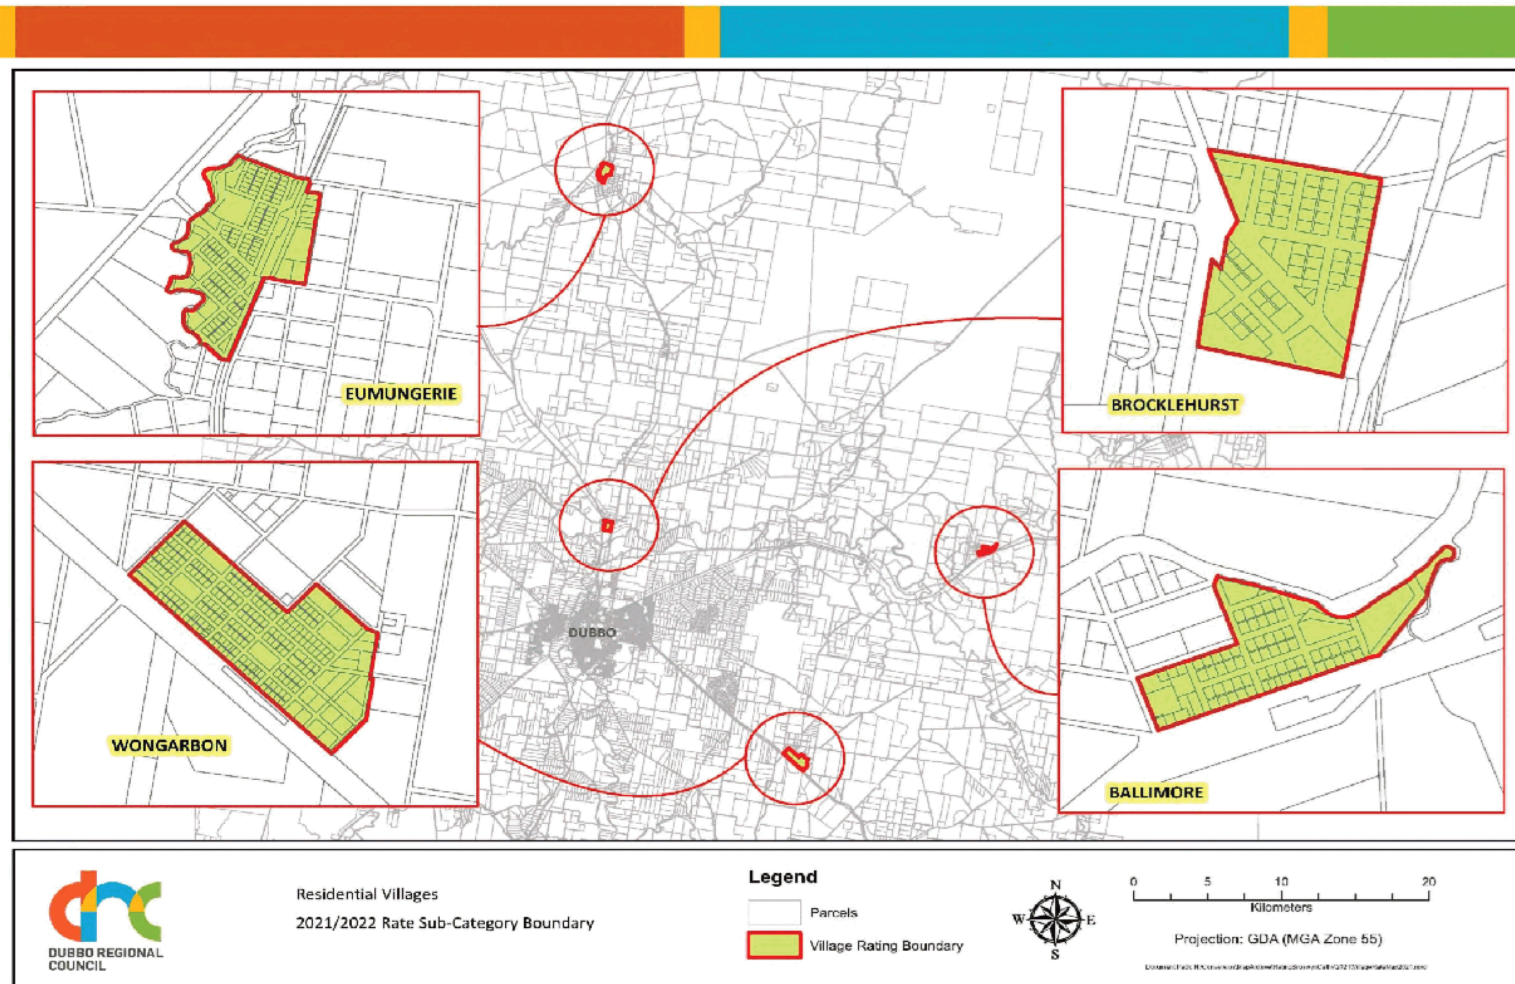 EUMUNGERIE
BROCKLEHURST
DUBBO
WONGARBON
BALLIMORE
drc
DUBBO REGIONAL
COUNCIL
Residential Villages
2021/2022 Rate Sub-Category Boundary
Legend
Parcels
Village Rating Boundary
N
W E
S
0 5 10 20
Kilometers
Projection: GDA (MGA Zone 55)